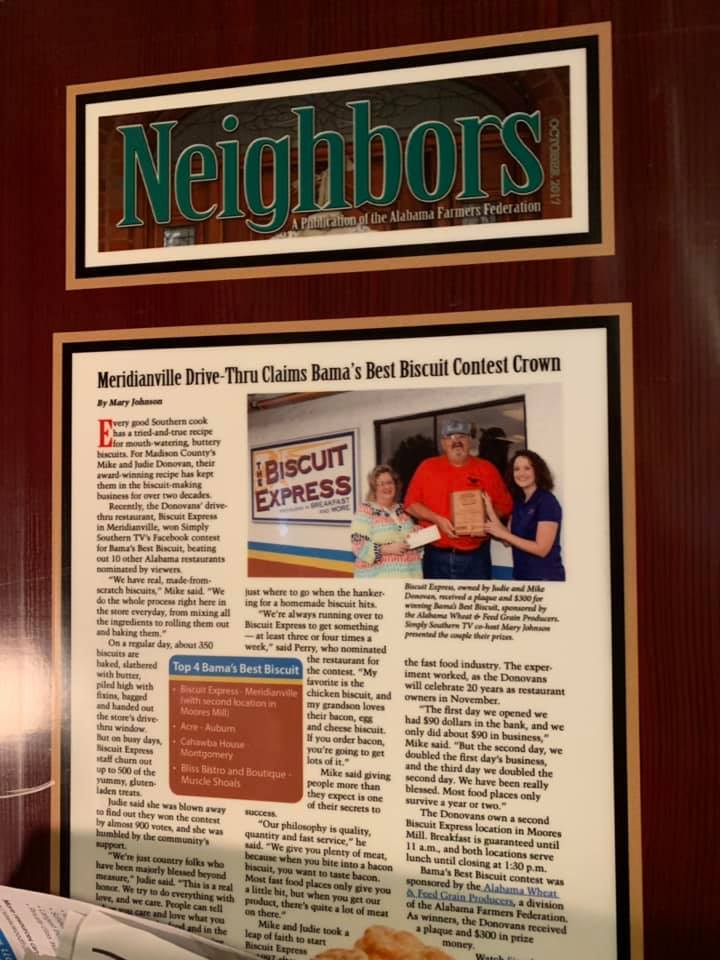 Neighbors
OCTOBER 2017
A Publication of the Alabama Farmers Federation
Meridianville Drive-Thru Claims Bama's Best Biscuit Contest Crown
By Mary Johnson
Every good Southern cook
has a tried-and-true recipe
for mouth-watering, buttery
biscuits. For Madison County's
Mike and Judie Donovan, their
award-winning recipe has kept
them in the biscuit-making
business for over two decades.
Recently, the Donovans' drive-
thru restaurant, Biscuit Express
in Meridianville, won Simply
Southern TV's Facebook contest
for Bama's Best Biscuit, beating
out 10 other Alabama restaurants
nominated by viewers.
"We have real, made-from-
scratch biscuits," Mike said. "We
do the whole process right here in
the store everyday, from mixing all
the ingredients to rolling them out
and baking them."
On a regular day, about 350
biscuits are
baked, slathered
with butter,
piled high with
fixins, bagged
and handed out
the store's drive-
thru window.
But on busy days,
Biscuit Express
staff churn out
up to 500 of the
yummy, gluten-
laden treats.
Judie said she was blown away
to find out they won the contest
by almost 900 votes, and she was
humbled by the community's
support.
"We're just country folks who
have been majorly blessed beyond
measure," Judie said. "This is a real
honor. We try to do everything with
love, and we care. People can tell
you care and love what you
food and in the
Top 4 Bama's Best Biscuit
• Biscuit Express - Meridianville
(with second location in
Moores Mill)
• Acre - Auburn
• Cahawba House -
Montgomery
• Bliss Bistro and Boutique -
Muscle Shoals
THE BISCUIT
EXPRESS
BREAKFAST
AND MORE
Biscuit Express, owned by Judie and Mike
Donovan, received a plaque and $300 for
winning Bama's Best Biscuit, sponsored by
the Alabama Wheat & Feed Grain Producers.
Simply Southern TV co-host Mary Johnson
presented the couple their prizes.
just where to go when the hanker-
ing for a homemade biscuit hits.
"We're always running over to
Biscuit Express to get something
— at least three or four times a
week," said Perry, who nominated
the restaurant for
the contest. "My
favorite is the
chicken biscuit, and
my grandson loves
their bacon, egg
and cheese biscuit.
If you order bacon,
you're going to get
lots of it."
Mike said giving
people more than
they expect is one
of their secrets to
success.
"Our philosophy is quality,
quantity and fast service," he
said. "We give you plenty of meat,
because when you bite into a bacon
biscuit, you want to taste bacon.
Most fast food places only give you
a little bit, but when you get our
product, there's quite a lot of meat
on there."
Mike and Judie took a
leap of faith to start
Biscuit Express
the fast food industry. The exper-
iment worked, as the Donovans
will celebrate 20 years as restaurant
owners in November.
"The first day we opened we
had $90 dollars in the bank, and we
only did about $90 in business,"
Mike said. "But the second day, we
doubled the first day's business,
and the third day we doubled the
second day. We have been really
blessed. Most food places only
survive a year or two."
The Donovans own a second
Biscuit Express location in Moores
Mill. Breakfast is guaranteed until
11 a.m., and both locations serve
lunch until closing at 1:30 p.m.
Bama's Best Biscuit contest was
sponsored by the Alabama Wheat
& Feed Grain Producers, a division
of the Alabama Farmers Federation.
As winners, the Donovans received
a plaque and $300 in prize
money.